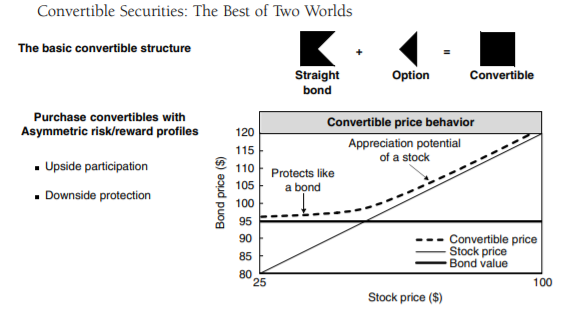 Convertible Securities: The Best of Two Worlds
The basic convertible structure
+
=
Straight
bond
Option
Convertible
Purchase convertibles with
Asymmetric risk/reward profiles
▪ Upside participation
▪ Downside protection
Convertible price behavior
Bond price ($)
120
115
110
105
100
95
90
85
80
Appreciation potential
of a stock
Protects like
a bond
Convertible price
Stock price
Bond value
25
100
Stock price ($)